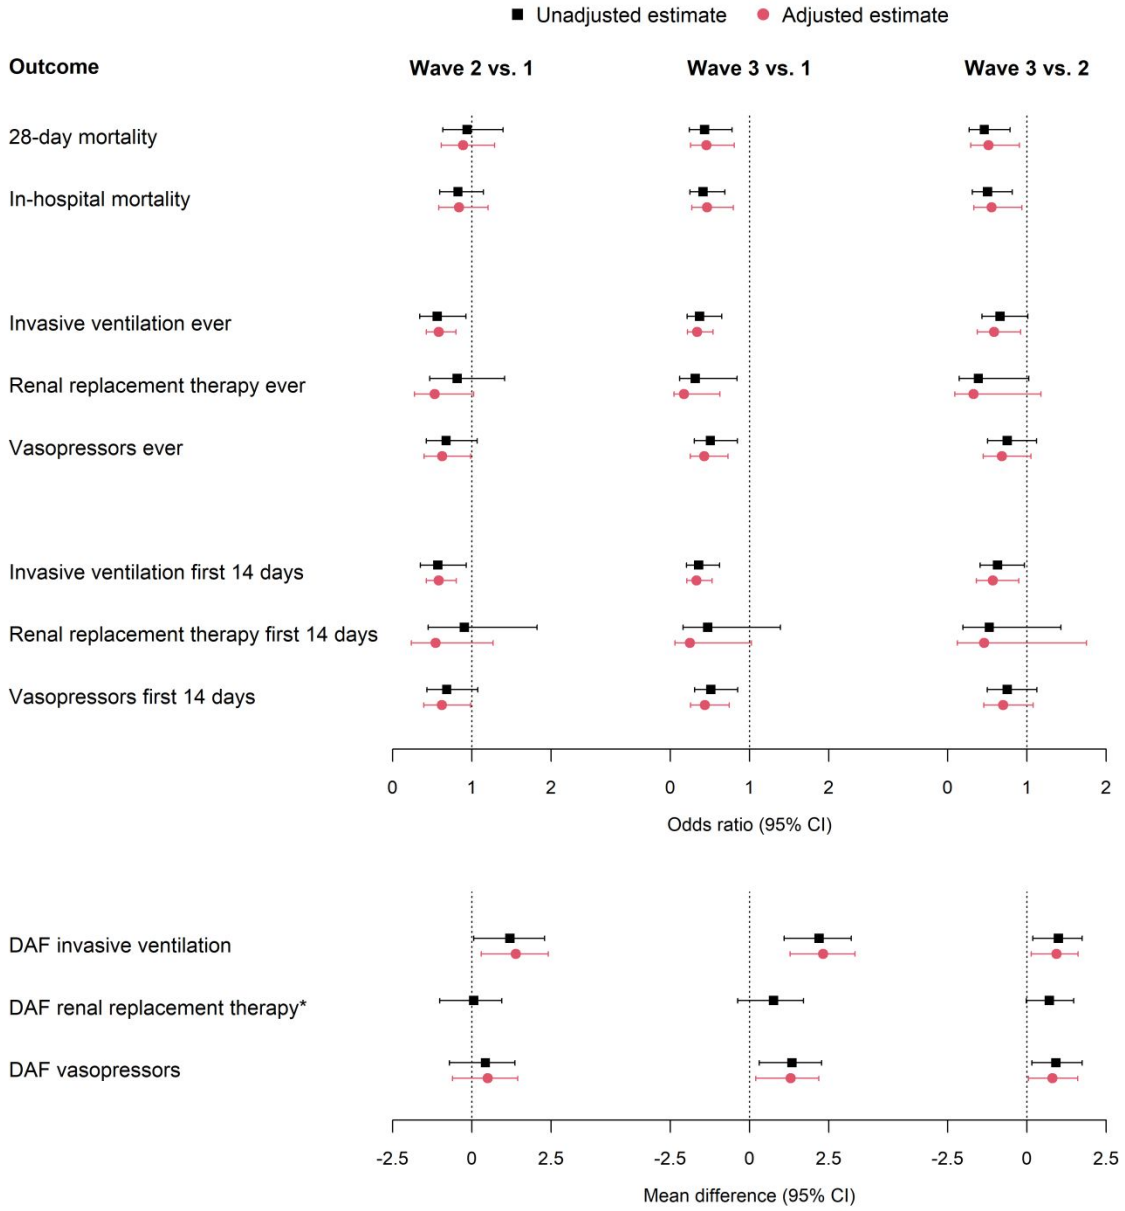 Unadjusted estimate Adjusted estimate
Outcome Wave 2 vs. 1 Wave 3 vs. 1 Wave 3 vs. 2
28-day mortality
In-hospital mortality
Invasive ventilation ever
Renal replacement therapy ever
Vasopressors ever
Invasive ventilation first 14 days
Renal replacement therapy first 14 days
Vasopressors first 14 days
0 1 2 0 1 2 0 1 2
Odds ratio (95% CI)
DAF invasive ventilation
DAF renal replacement therapy*
DAF vasopressors
-2.5 0 2.5 -2.5 0 2.5 -2.5 0 2.5
Mean difference (95% CI)